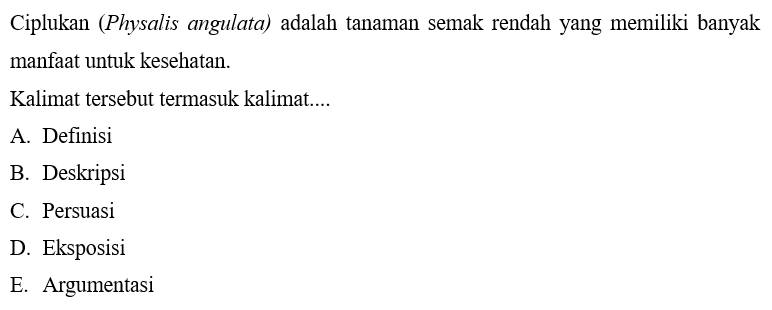 Ciplukan (Physalis angulata) adalah tanaman semak rendah yang memiliki banyak
manfaat untuk kesehatan.
Kalimat tersebut termasuk kalimat....
A. Definisi
B. Deskripsi
C. Persuasi
D. Eksposisi
E. Argumentasi